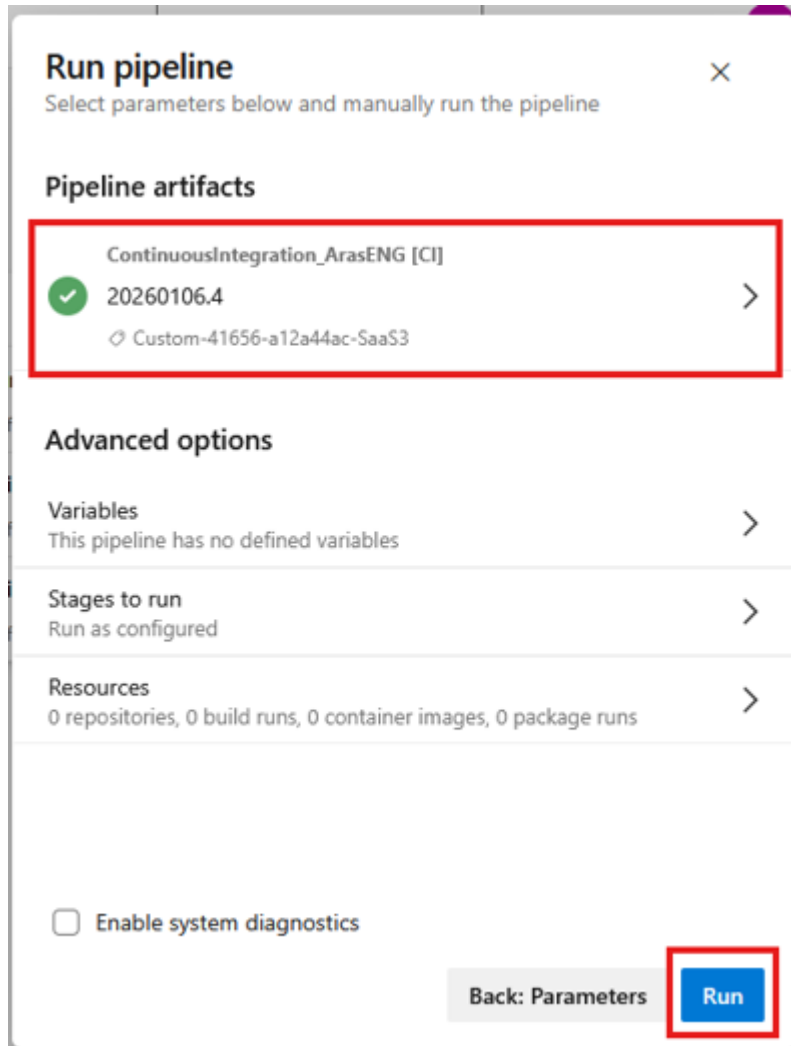 Run pipeline
Select parameters below and manually run the pipeline
Pipeline artifacts
ContinuousIntegration_ArasENG [CI]
20260106.4
Custom-41656-a12a44ac-SaaS3
Advanced options
Variables
This pipeline has no defined variables
Stages to run
Run as configured
Resources
0 repositories, 0 build runs, 0 container images, 0 package runs
Enable system diagnostics
Back: Parameters
Run